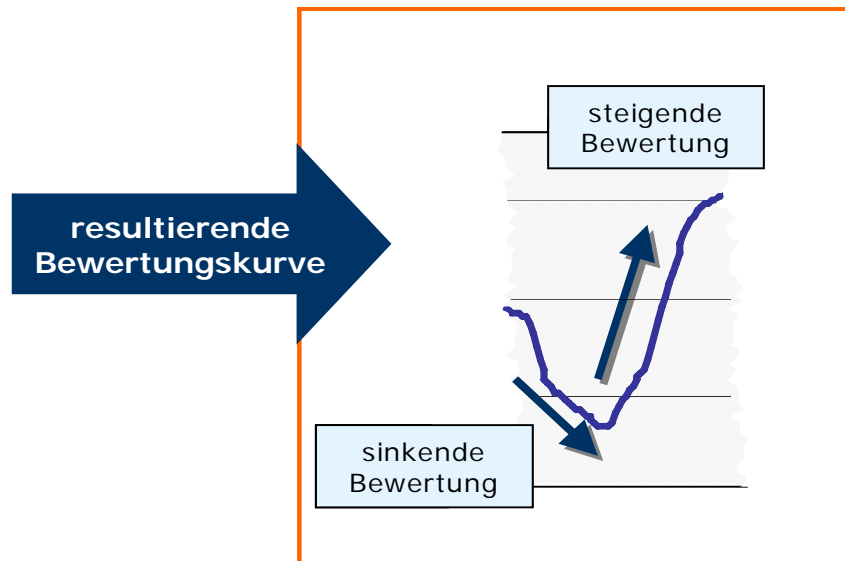 steigende
Bewertung
resultierende
Bewertungskurve
sinkende
Bewertung